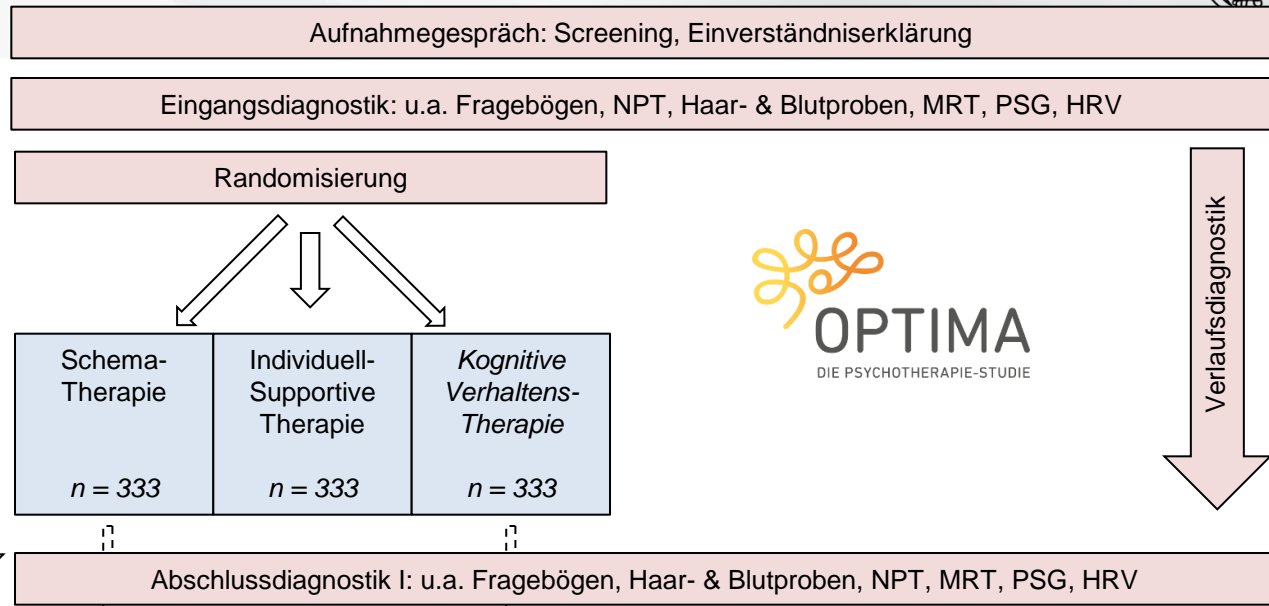 Aufnahmegespräch: Screening, Einverständniserklärung
Eingangsdiagnostik: u.a. Fragebögen, NPT, Haar- & Blutproben, MRT, PSG, HRV
Randomisierung
Schema-
Therapie
n = 333
Individuell-
Supportive
Therapie
n = 333
Kognitive
Verhaltens-
Therapie
n = 333
OPTIMA
DIE PSYCHOTHERAPIE-STUDIE
Verlaufsdiagnostik
Abschlussdiagnostik I: u.a. Fragebögen, Haar- & Blutproben, NPT, MRT, PSG, HRV